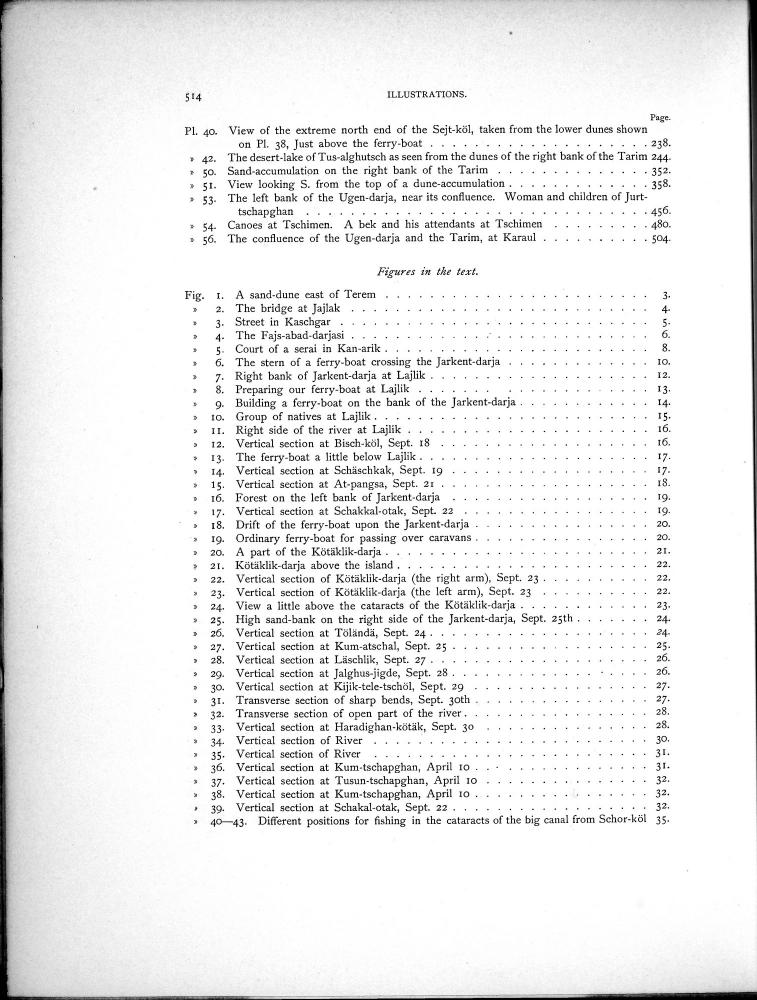 514 ILLUSTRATIONS.
Page.
Pl. 40. View of the extreme north end of the Sejt-köl, taken from the lower dunes shown
on Pl. 38, Just above the ferry-boat . . . . . . . . . . . . . . . . . . . . 238.
» 42. The desert-lake of Tus-alghutsch as seen from the dunes of the right bank of the Tarim 244.
» 50. Sand-accumulation on the right bank of the Tarim . . . . . . . . . . . . . . 352.
» 51. View looking S. from the top of a dune-accumulation . . . . . . . . . . . . . 358.
» 53. The left bank of the Ugen-darja, near its confluence. Woman and children of Jurt-
tschapghan . . . . . . . . . . . . . . . . . . . . . . . . . . . . . . . 456.
» 54. Canoes at Tschimen. A bek and his attendants at Tschimen . . . . . . . . . 480.
» 56. The confluence of the Ugen-darja and the Tarim, at Karaul . . . . . . . . . . 504.
Figures in the text.
Fig. 1. A sand-dune east of Terem . . . . . . . . . . . . . . . . . . . . . . . . 3.
» 2. The bridge at Jajlak . . . . . . . . . . . . . . . . . . . . . . . . . . . 4.
» 3. Street in Kaschgar . . . . . . . . . . . . . . . . . . . . . . . . . . . . 5.
» 4. The Fajs-abad-darjasi . . . . . . . . . . . . . . . . . . . . . . . . . . . 6.
» 5. Court of a serai in Kan-arik . . . . . . . . . . . . . . . . . . . . . . . . 8.
» 6. The stern of a ferry-boat crossing the Jarkent-darja . . . . . . . . . . . . . 10.
» 7. Right bank of Jarkent-darja at Lajlik . . . . . . . . . . . . . . . . . . . . 12.
» 8. Preparing our ferry-boat at Lajlik . . . . . . . . . . . . . . . . . . . . . 13.
» 9. Building a ferry-boat on the bank of the Jarkent-darja . . . . . . . . . . . . 14.
» 10. Group of natives at Lajlik . . . . . . . . . . . . . . . . . . . . . . . . . 15.
» 11. Right side of the river at Lajlik . . . . . . . . . . . . . . . . . . . . . . 16.
» 12. Vertical section at Bisch-köl, Sept. 18 . . . . . . . . . . . . . . . . . . . 16.
» 13. The ferry-boat a little below Lajlik . . . . . . . . . . . . . . . . . . . . . 17.
» 14. Vertical section at Schäschkak, Sept. 19 . . . . . . . . . . . . . . . . . . 17.
» 15. Vertical section at At-pangsa, Sept. 21 . . . . . . . . . . . . . . . . . . . 18.
» 16. Forest on the left bank of Jarkent-darja . . . . . . . . . . . . . . . . . . 19.
» 17. Vertical section at Schakkal-otak, Sept. 22 . . . . . . . . . . . . . . . . . 19.
» 18. Drift of the ferry-boat upon the Jarkent-darja . . . . . . . . . . . . . . . . 20.
» 19. Ordinary ferry-boat for passing over caravans . . . . . . . . . . . . . . . . 20.
» 20. A part of the Kötäklik-darja . . . . . . . . . . . . . . . . . . . . . . . . 21.
» 21. Kötäklik-darja above the island . . . . . . . . . . . . . . . . . . . . . . . 22.
» 22. Vertical section of Kötäklik-darja (the right arm), Sept. 23 . . . . . . . . . . 22.
» 23. Vertical section of Kötäklik-darja (the left arm), Sept. 23 . . . . . . . . . . 22.
» 24. View a little above the cataracts of the Kötäklik-darja . . . . . . . . . . . . 23.
» 25. High sand-bank on the right side of the Jarkent-darja, Sept. 25th . . . . . . . 24.
» 26. Vertical section at Töländä, Sept. 24 . . . . . . . . . . . . . . . . . . . . 24.
» 27. Vertical section at Kum-atschal, Sept. 25 . . . . . . . . . . . . . . . . . . 25.
» 28. Vertical section at Läschlik, Sept. 27 . . . . . . . . . . . . . . . . . . . . 26.
» 29. Vertical section at Jalghus-jigde, Sept. 28 . . . . . . . . . . . . . . . . . . 26.
» 30. Vertical section at Kijik-tele-tschöl, Sept. 29 . . . . . . . . . . . . . . . . 27.
» 31. Transverse section of sharp bends, Sept. 30th . . . . . . . . . . . . . . . . 27.
» 32. Transverse section of open part of the river . . . . . . . . . . . . . . . . . 28.
» 33. Vertical section at Haradighan-kötäk, Sept. 30 . . . . . . . . . . . . . . . 28.
» 34. Vertical section of River . . . . . . . . . . . . . . . . . . . . . . . . . 30.
» 35. Vertical section of River . . . . . . . . . . . . . . . . . . . . . . . . . 31.
» 36. Vertical section at Kum-tschapghan, April 10 . . . . . . . . . . . . . . . . 31.
» 37. Vertical section at Tusun-tschapghan, April 10 . . . . . . . . . . . . . . . 32.
» 38. Vertical section at Kum-tschapghan, April 10 . . . . . . . . . . . . . . . . 32.
» 39. Vertical section at Schakal-otak, Sept. 22 . . . . . . . . . . . . . . . . . . 32.
» 40—43. Different positions for fishing in the cataracts of the big canal from Schor-köl 35.